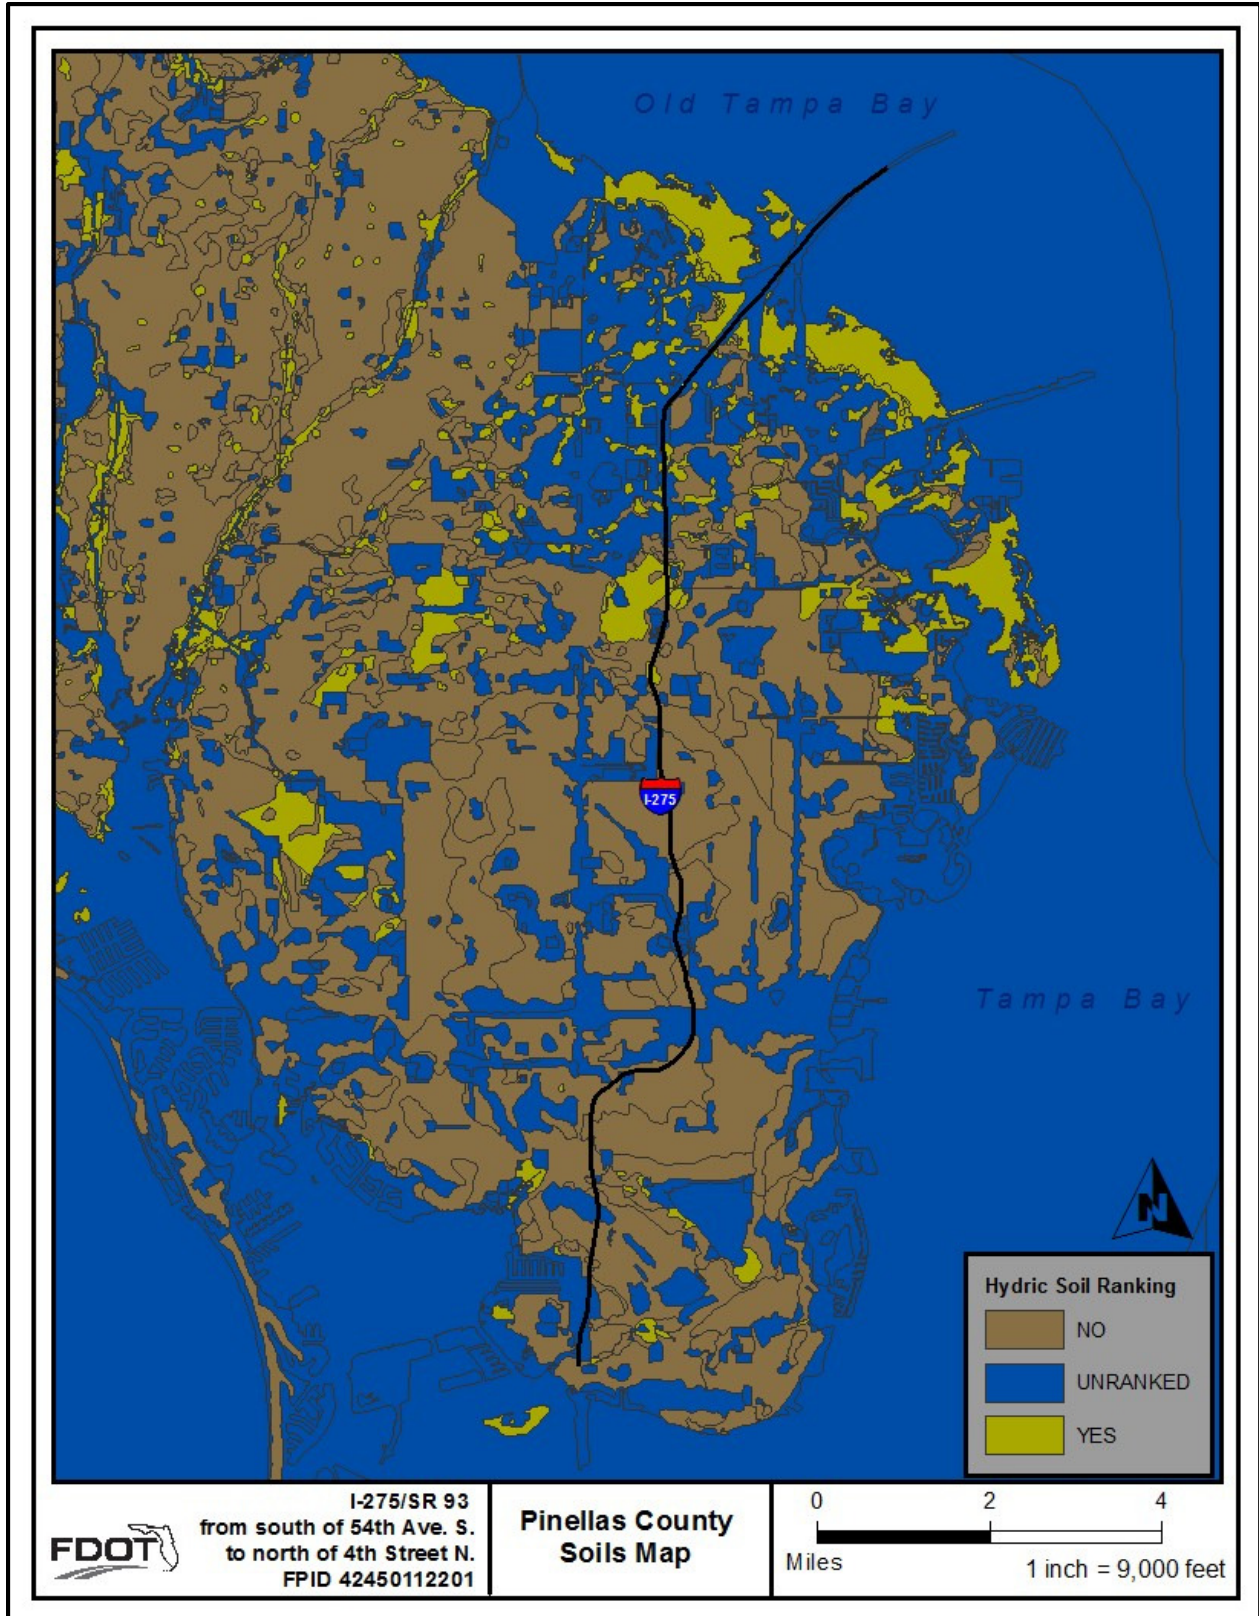 Old Tampa Bay
I-275
Tampa Bay
N
Hydric Soil Ranking
NO
UNRANKED
YES
FDOT
I-275/SR 93
from south of 54th Ave. S.
to north of 4th Street N.
FPID 42450112201
Pinellas County
Soils Map
0 2 4
Miles
1 inch = 9,000 feet